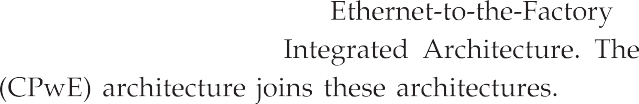 Ethernet-to-the-Factory
Integrated Architecture. The
(CPwE) architecture joins these architectures.